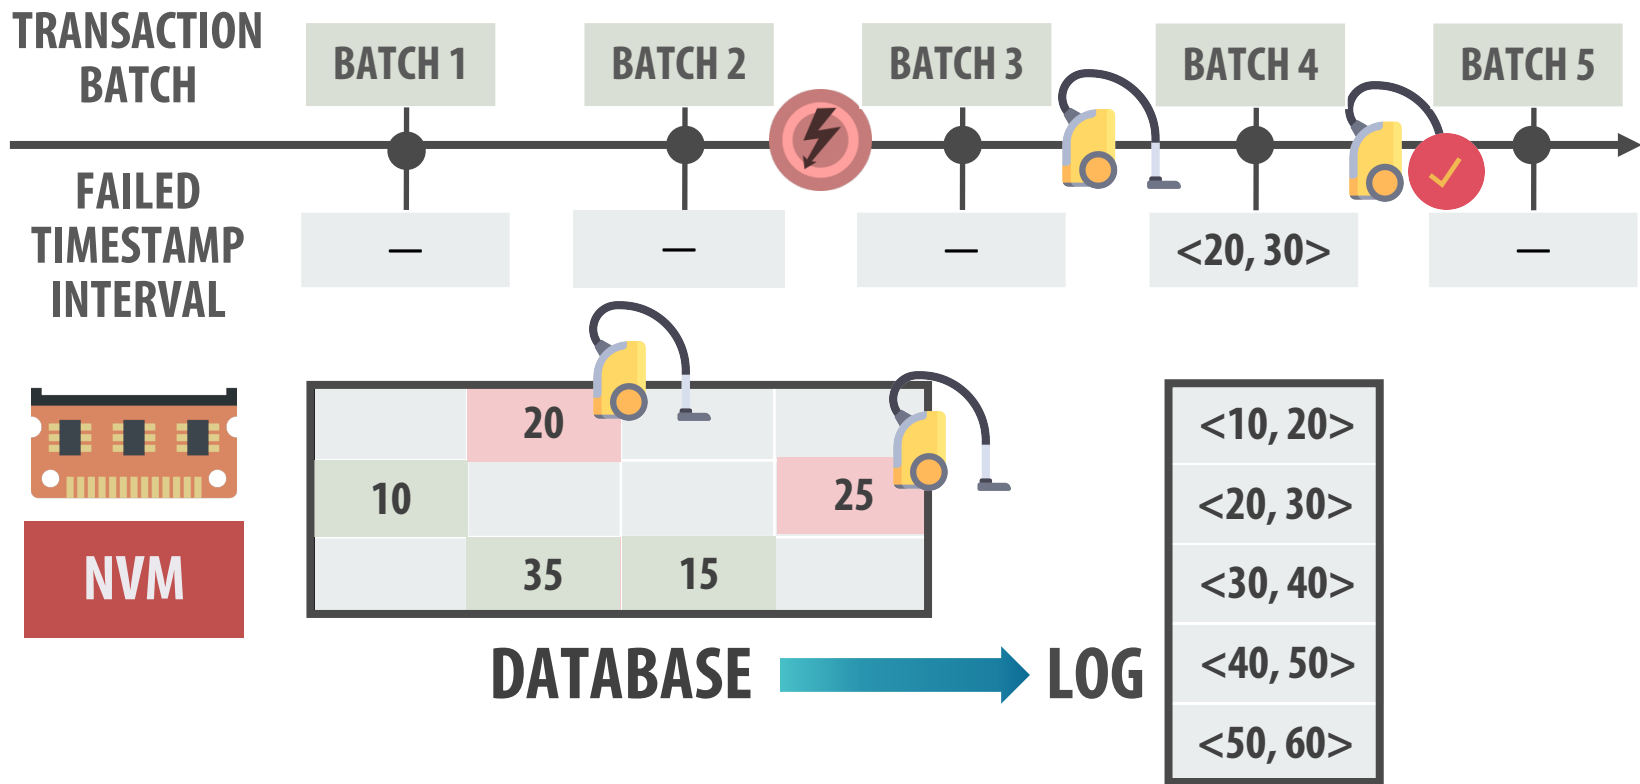 TRANSACTION
BATCH
BATCH 1
BATCH 2
BATCH 3
BATCH 4
BATCH 5
FAILED
TIMESTAMP
INTERVAL
—
—
—
<20, 30>
—
NVM
20
10
25
35
15
DATABASE
LOG
<10, 20>
<20, 30>
<30, 40>
<40, 50>
<50, 60>